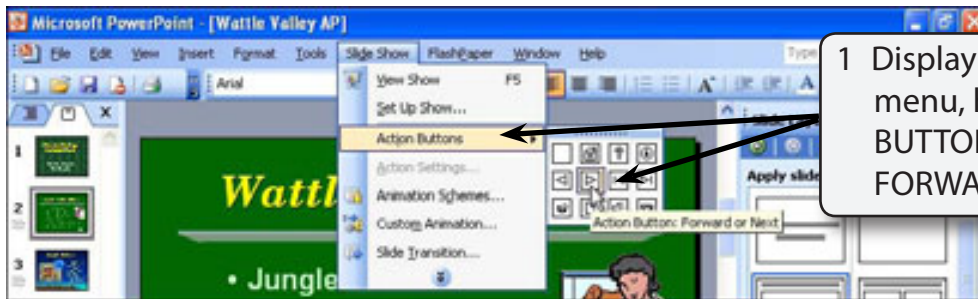 Microsoft PowerPoint - [Wattle Valley AP]
File Edit View Insert Format Tools Slide Show FlashPaper Window Help Type
Arial
View Show F5
Set Up Show...
Action Buttons
Action Settings...
Animation Schemes...
Custom Animation...
Slide Transition...
Action Button: Forward or Next
1
2
3
Wattl
• Jungle
Apply slide
1 Display
menu,
BUTTO
FORWA